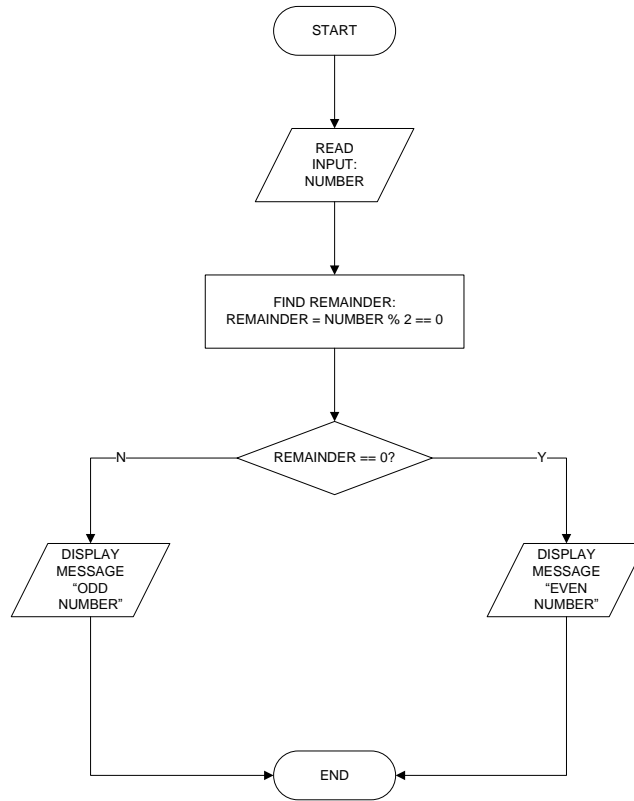 START
READ
INPUT:
NUMBER
FIND REMAINDER:
REMAINDER = NUMBER % 2 == 0
REMAINDER == 0?
N
Y
DISPLAY
MESSAGE
“ODD
NUMBER”
DISPLAY
MESSAGE
“EVEN
NUMBER”
END